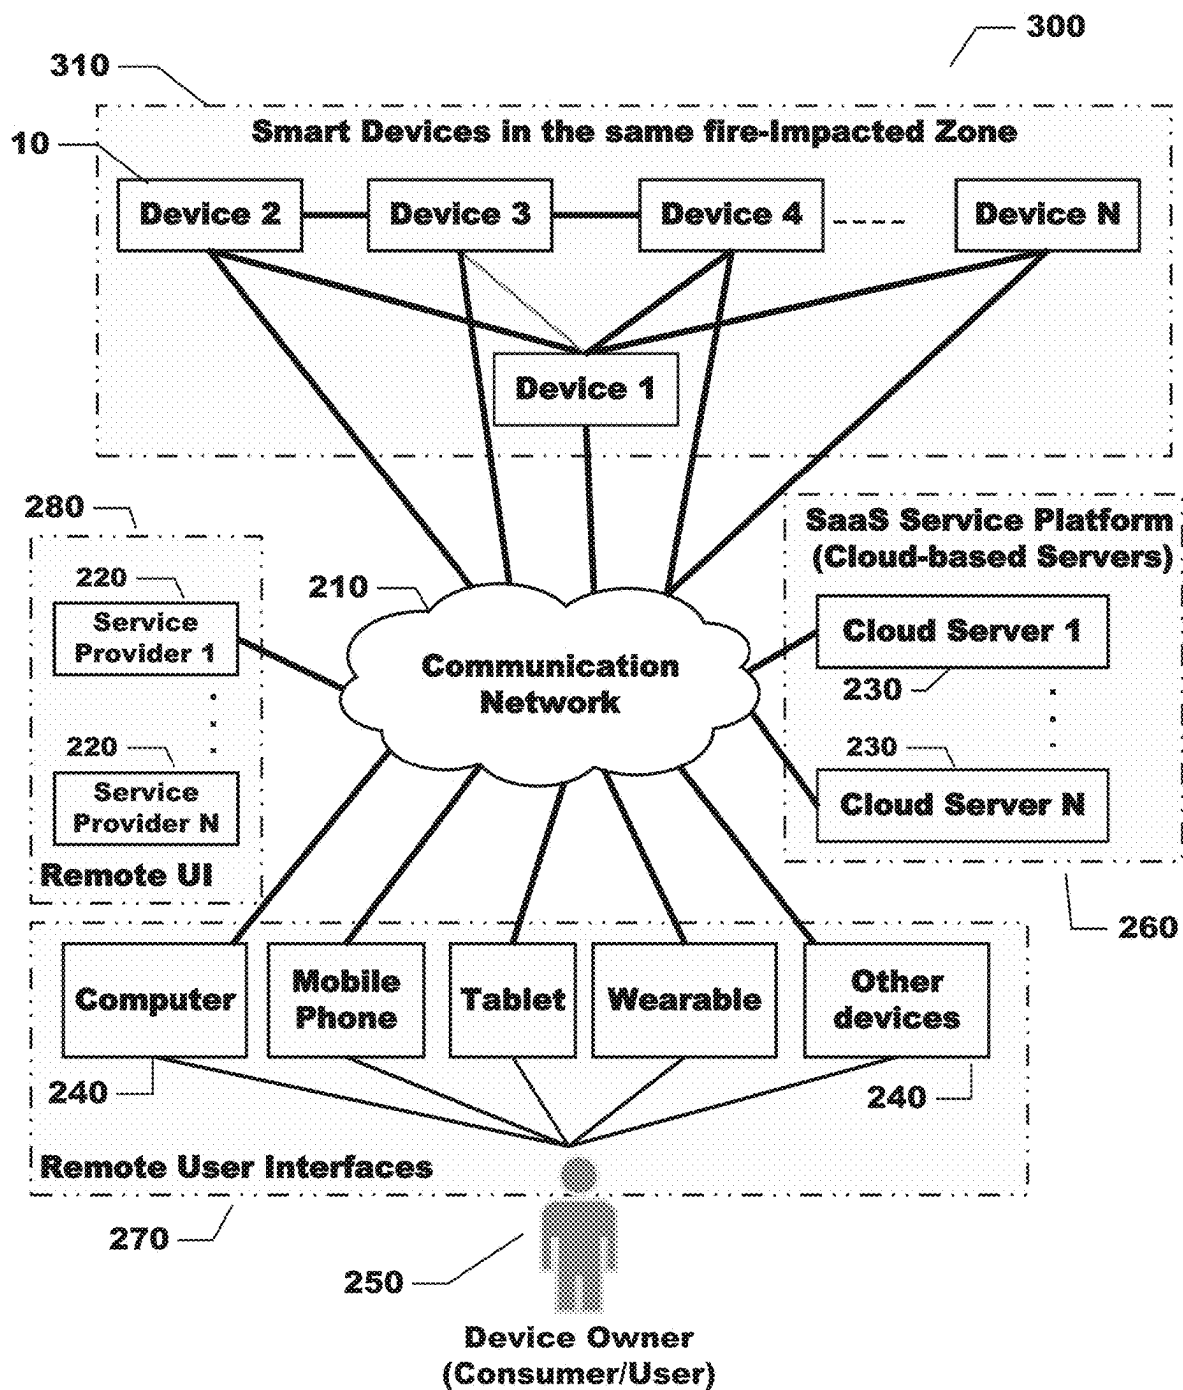 300
310
Smart Devices in the same fire-Impacted Zone
10
Device 2
Device 3
Device 4
Device N
Device 1
280
220
Service
Provider 1
220
Service
Provider N
Remote UI
210
Communication
Network
SaaS Service Platform
(Cloud-based Servers)
Cloud Server 1
230
230
Cloud Server N
260
Computer
Mobile
Phone
Tablet
Wearable
Other
devices
240
240
Remote User Interfaces
270
250
Device Owner
(Consumer/User)